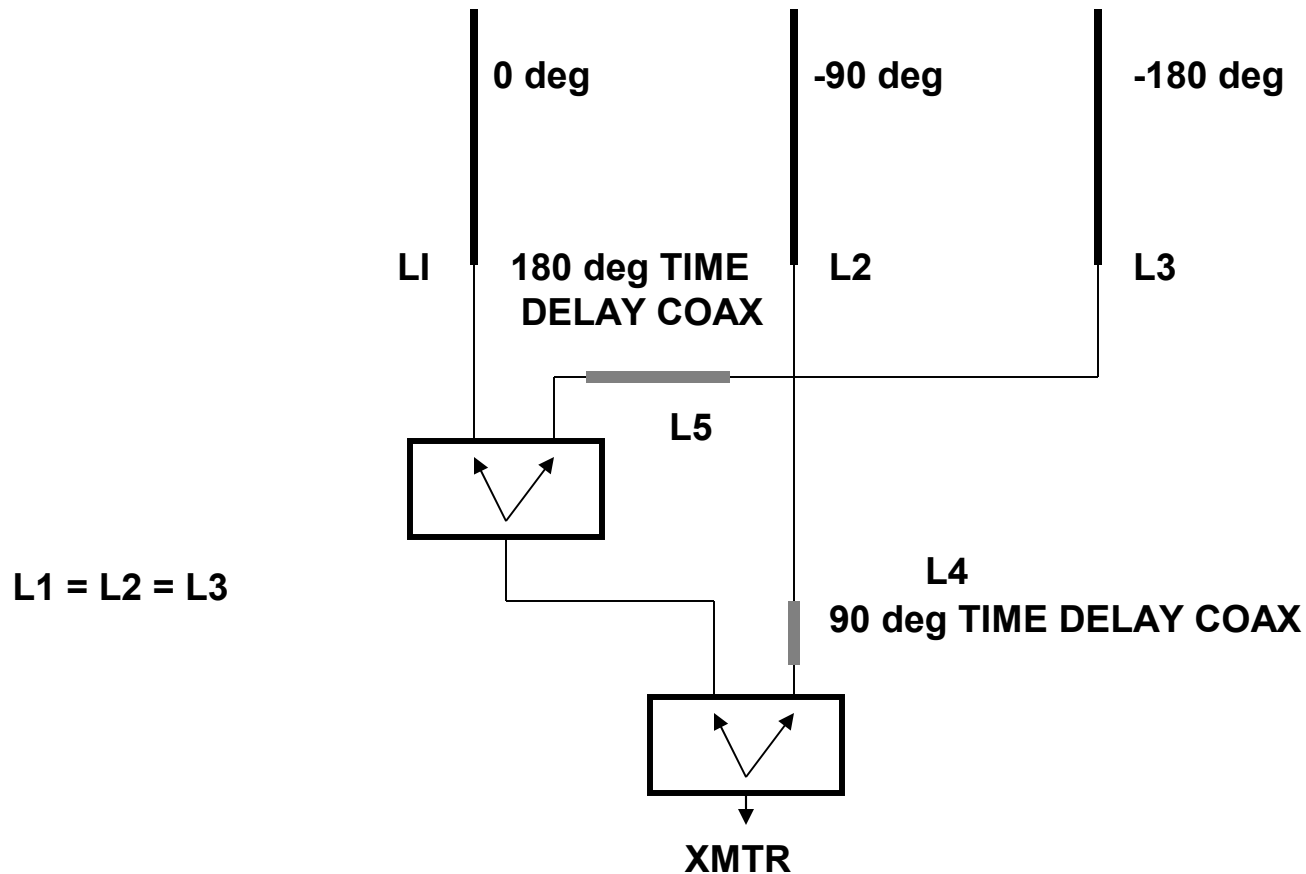 0 deg
-90 deg
-180 deg
LI
180 deg TIME
DELAY COAX
L2
L3
L5
L1 = L2 = L3
L4
90 deg TIME DELAY COAX
XMTR